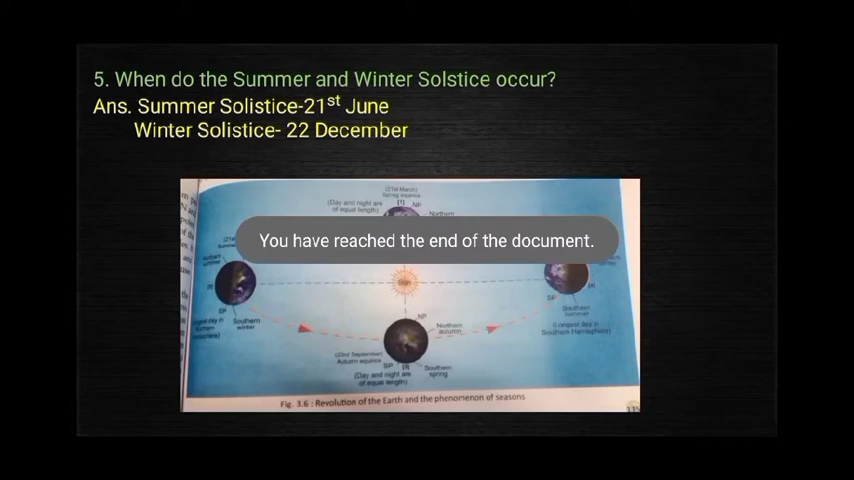 5. When do the Summer and Winter Solstice occur?
Ans. Summer Solistice-21st June
Winter Solistice- 22 December
(21st March)
Spring equinox
(Day and night are
of equal length)
[1] NP
Northern
You have reached the end of the document.
Sun
SP
Southern
winter
NP
Northern
autumn
SP
Southern
summer
(Longest day in
Southern Hemisphere)
(23rd September)
Autumn equinox
SP [3]
Southern
spring
(Day and night are
of equal length)
Fig. 3.6 : Revolution of the Earth and the phenomenon of seasons